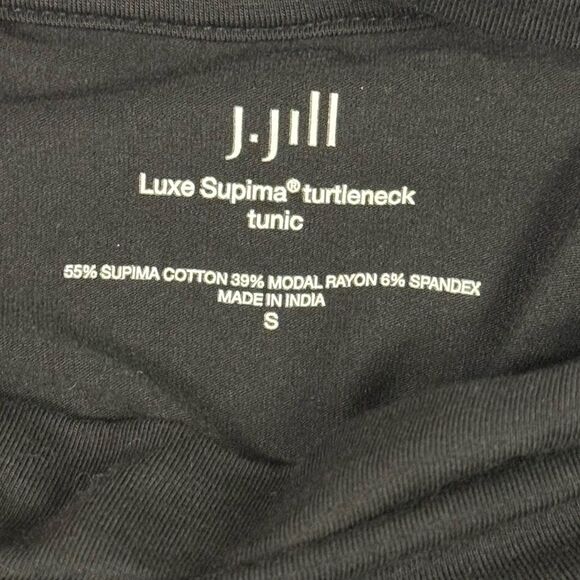 J.Jill
Luxe Supima® turtleneck
tunic
55% SUPIMA COTTON 39% MODAL RAYON 6% SPANDEX
MADE IN INDIA
S